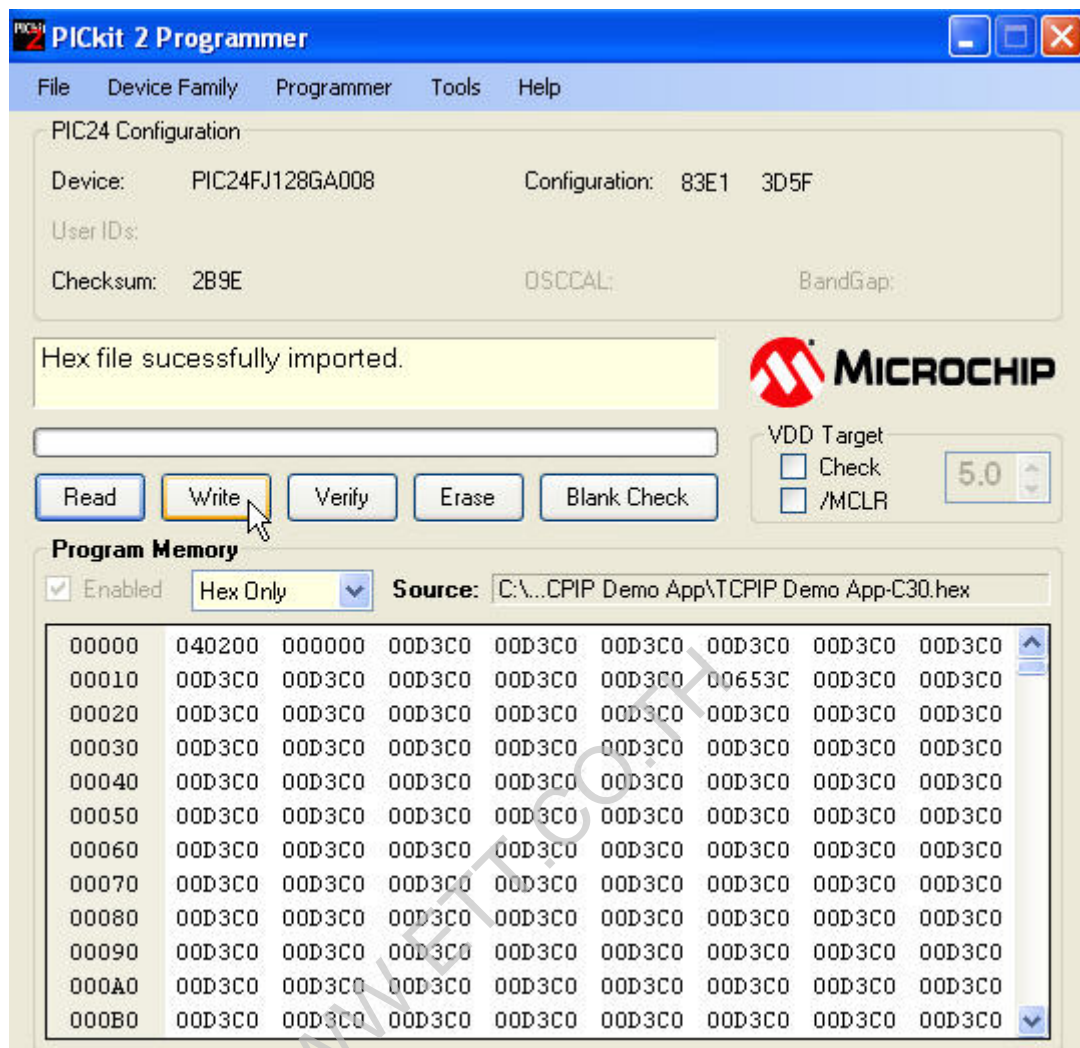 PICkit 2 Programmer
File Device Family Programmer Tools Help
PIC24 Configuration
Device: PIC24FJ128GA008 Configuration: 83E1 3D5F
User IDs:
Checksum: 2B9E OSCCAL: BandGap:
Hex file sucessfully imported.
MICROCHIP
VDD Target
Check
/MCLR
5.0
Read Write Verify Erase Blank Check
Program Memory
Enabled Hex Only Source: C:\...CPIP Demo App\TCPIP Demo App-C30.hex
00000 040200 000000 00D3C0 00D3C0 00D3C0 00D3C0 00D3C0 00D3C0
00010 00D3C0 00D3C0 00D3C0 00D3C0 00D3C0 00653C 00D3C0 00D3C0
00020 00D3C0 00D3C0 00D3C0 00D3C0 00D3C0 00D3C0 00D3C0 00D3C0
00030 00D3C0 00D3C0 00D3C0 00D3C0 00D3C0 00D3C0 00D3C0 00D3C0
00040 00D3C0 00D3C0 00D3C0 00D3C0 00D3C0 00D3C0 00D3C0 00D3C0
00050 00D3C0 00D3C0 00D3C0 00D3C0 00D3C0 00D3C0 00D3C0 00D3C0
00060 00D3C0 00D3C0 00D3C0 00D3C0 00D3C0 00D3C0 00D3C0 00D3C0
00070 00D3C0 00D3C0 00D3C0 00D3C0 00D3C0 00D3C0 00D3C0 00D3C0
00080 00D3C0 00D3C0 00D3C0 00D3C0 00D3C0 00D3C0 00D3C0 00D3C0
00090 00D3C0 00D3C0 00D3C0 00D3C0 00D3C0 00D3C0 00D3C0 00D3C0
000A0 00D3C0 00D3C0 00D3C0 00D3C0 00D3C0 00D3C0 00D3C0 00D3C0
000B0 00D3C0 00D3C0 00D3C0 00D3C0 00D3C0 00D3C0 00D3C0 00D3C0
WW.ETT.CO.TH